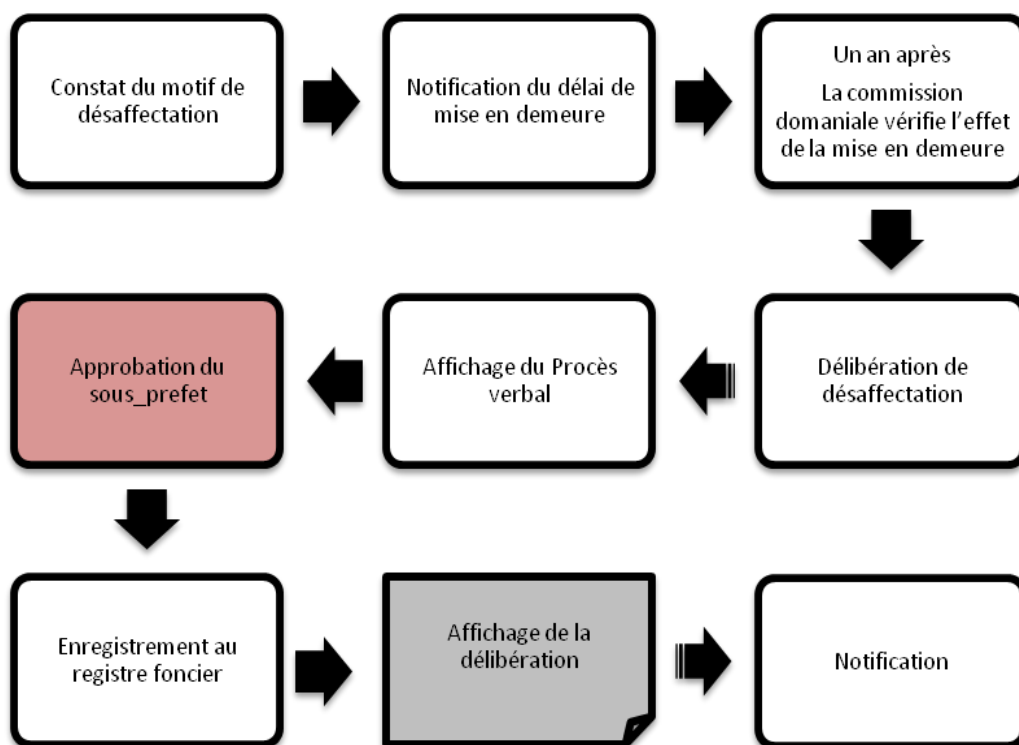 Constat du motif de
désaffectation
Notification du délai de
mise en demeure
Un an après
La commission
domaniale vérifie l'effet
de la mise en demeure
Délibération de
désaffectation
Affichage du Procès
verbal
Approbation du
sous_prefet
Enregistrement au
registre foncier
Affichage de la
délibération
Notification